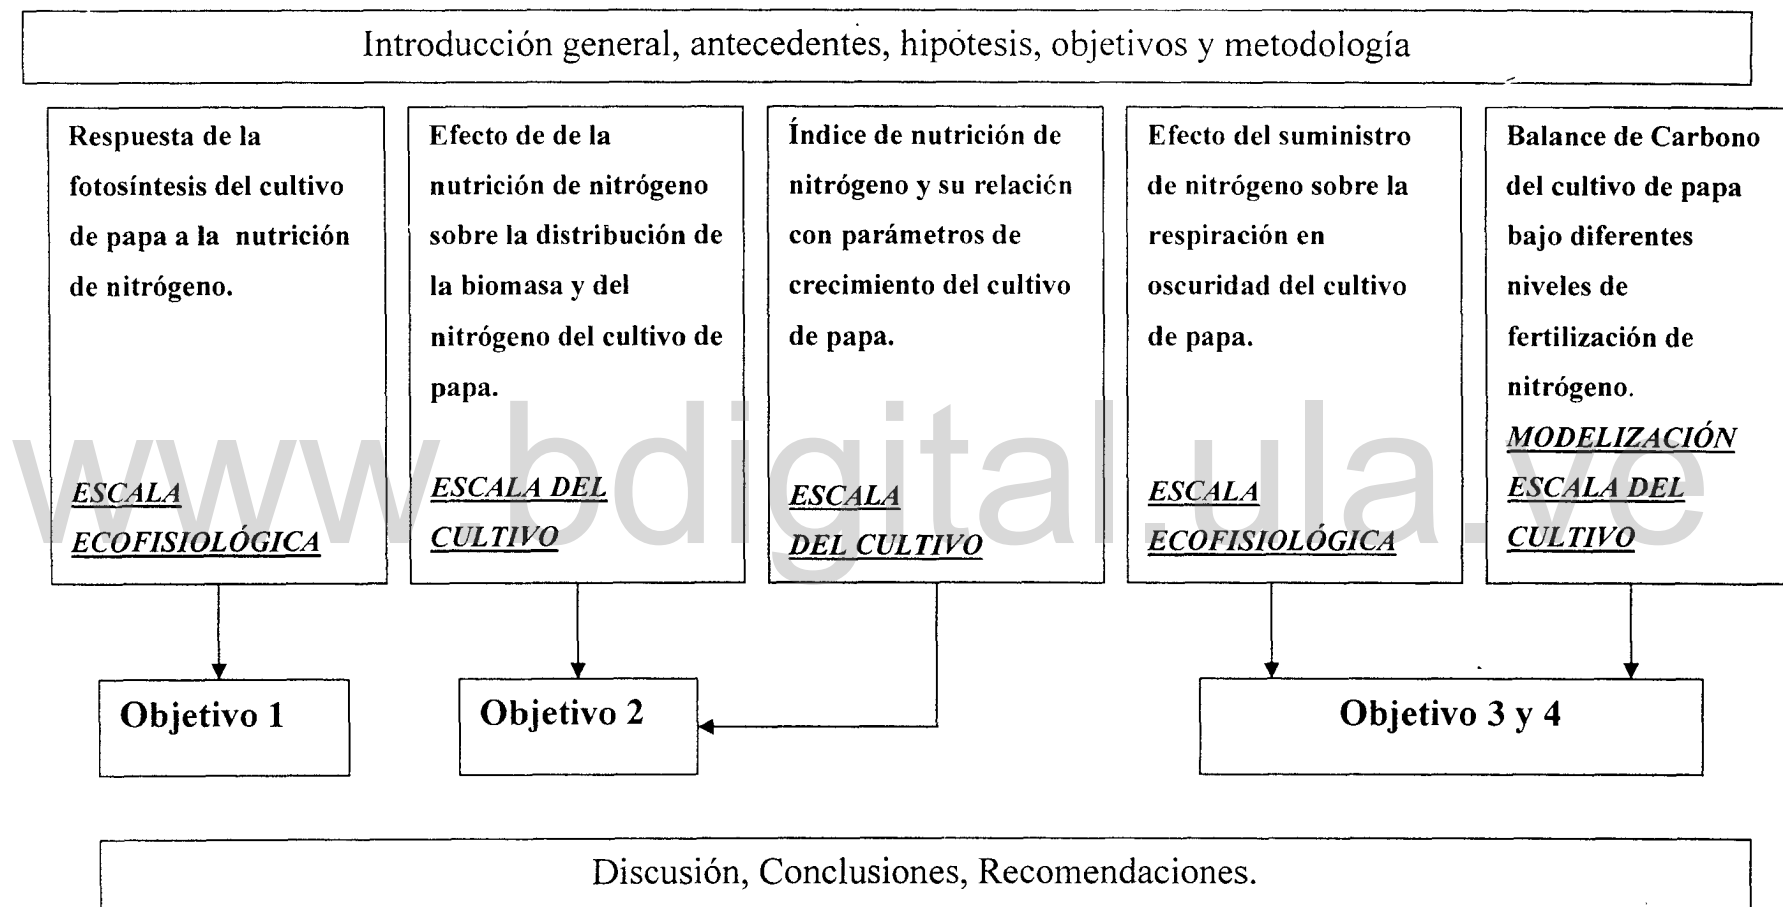 Introducción general, antecedentes, hipótesis, objetivos y metodología
Respuesta de la
fotosíntesis del cultivo
de papa a la nutrición
de nitrógeno.
ESCALA
ECOFISIOLÓGICA
Efecto de de la
nutrición de nitrógeno
sobre la distribución de
la biomasa y del
nitrógeno del cultivo de
papa.
ESCALA DEL
CULTIVO
Índice de nutrición de
nitrógeno y su relación
con parámetros de
crecimiento del cultivo
de papa.
ESCALA
DEL CULTIVO
Efecto del suministro
de nitrógeno sobre la
respiración en
oscuridad del cultivo
de papa.
ESCALA
ECOFISIOLÓGICA
Balance de Carbono
del cultivo de papa
bajo diferentes
niveles de
fertilización de
nitrógeno.
MODELIZACIÓN
ESCALA DEL
CULTIVO
www.bdigital.ula.ve
Objetivo 1
Objetivo 2
Objetivo 3 y 4
Discusión, Conclusiones, Recomendaciones.